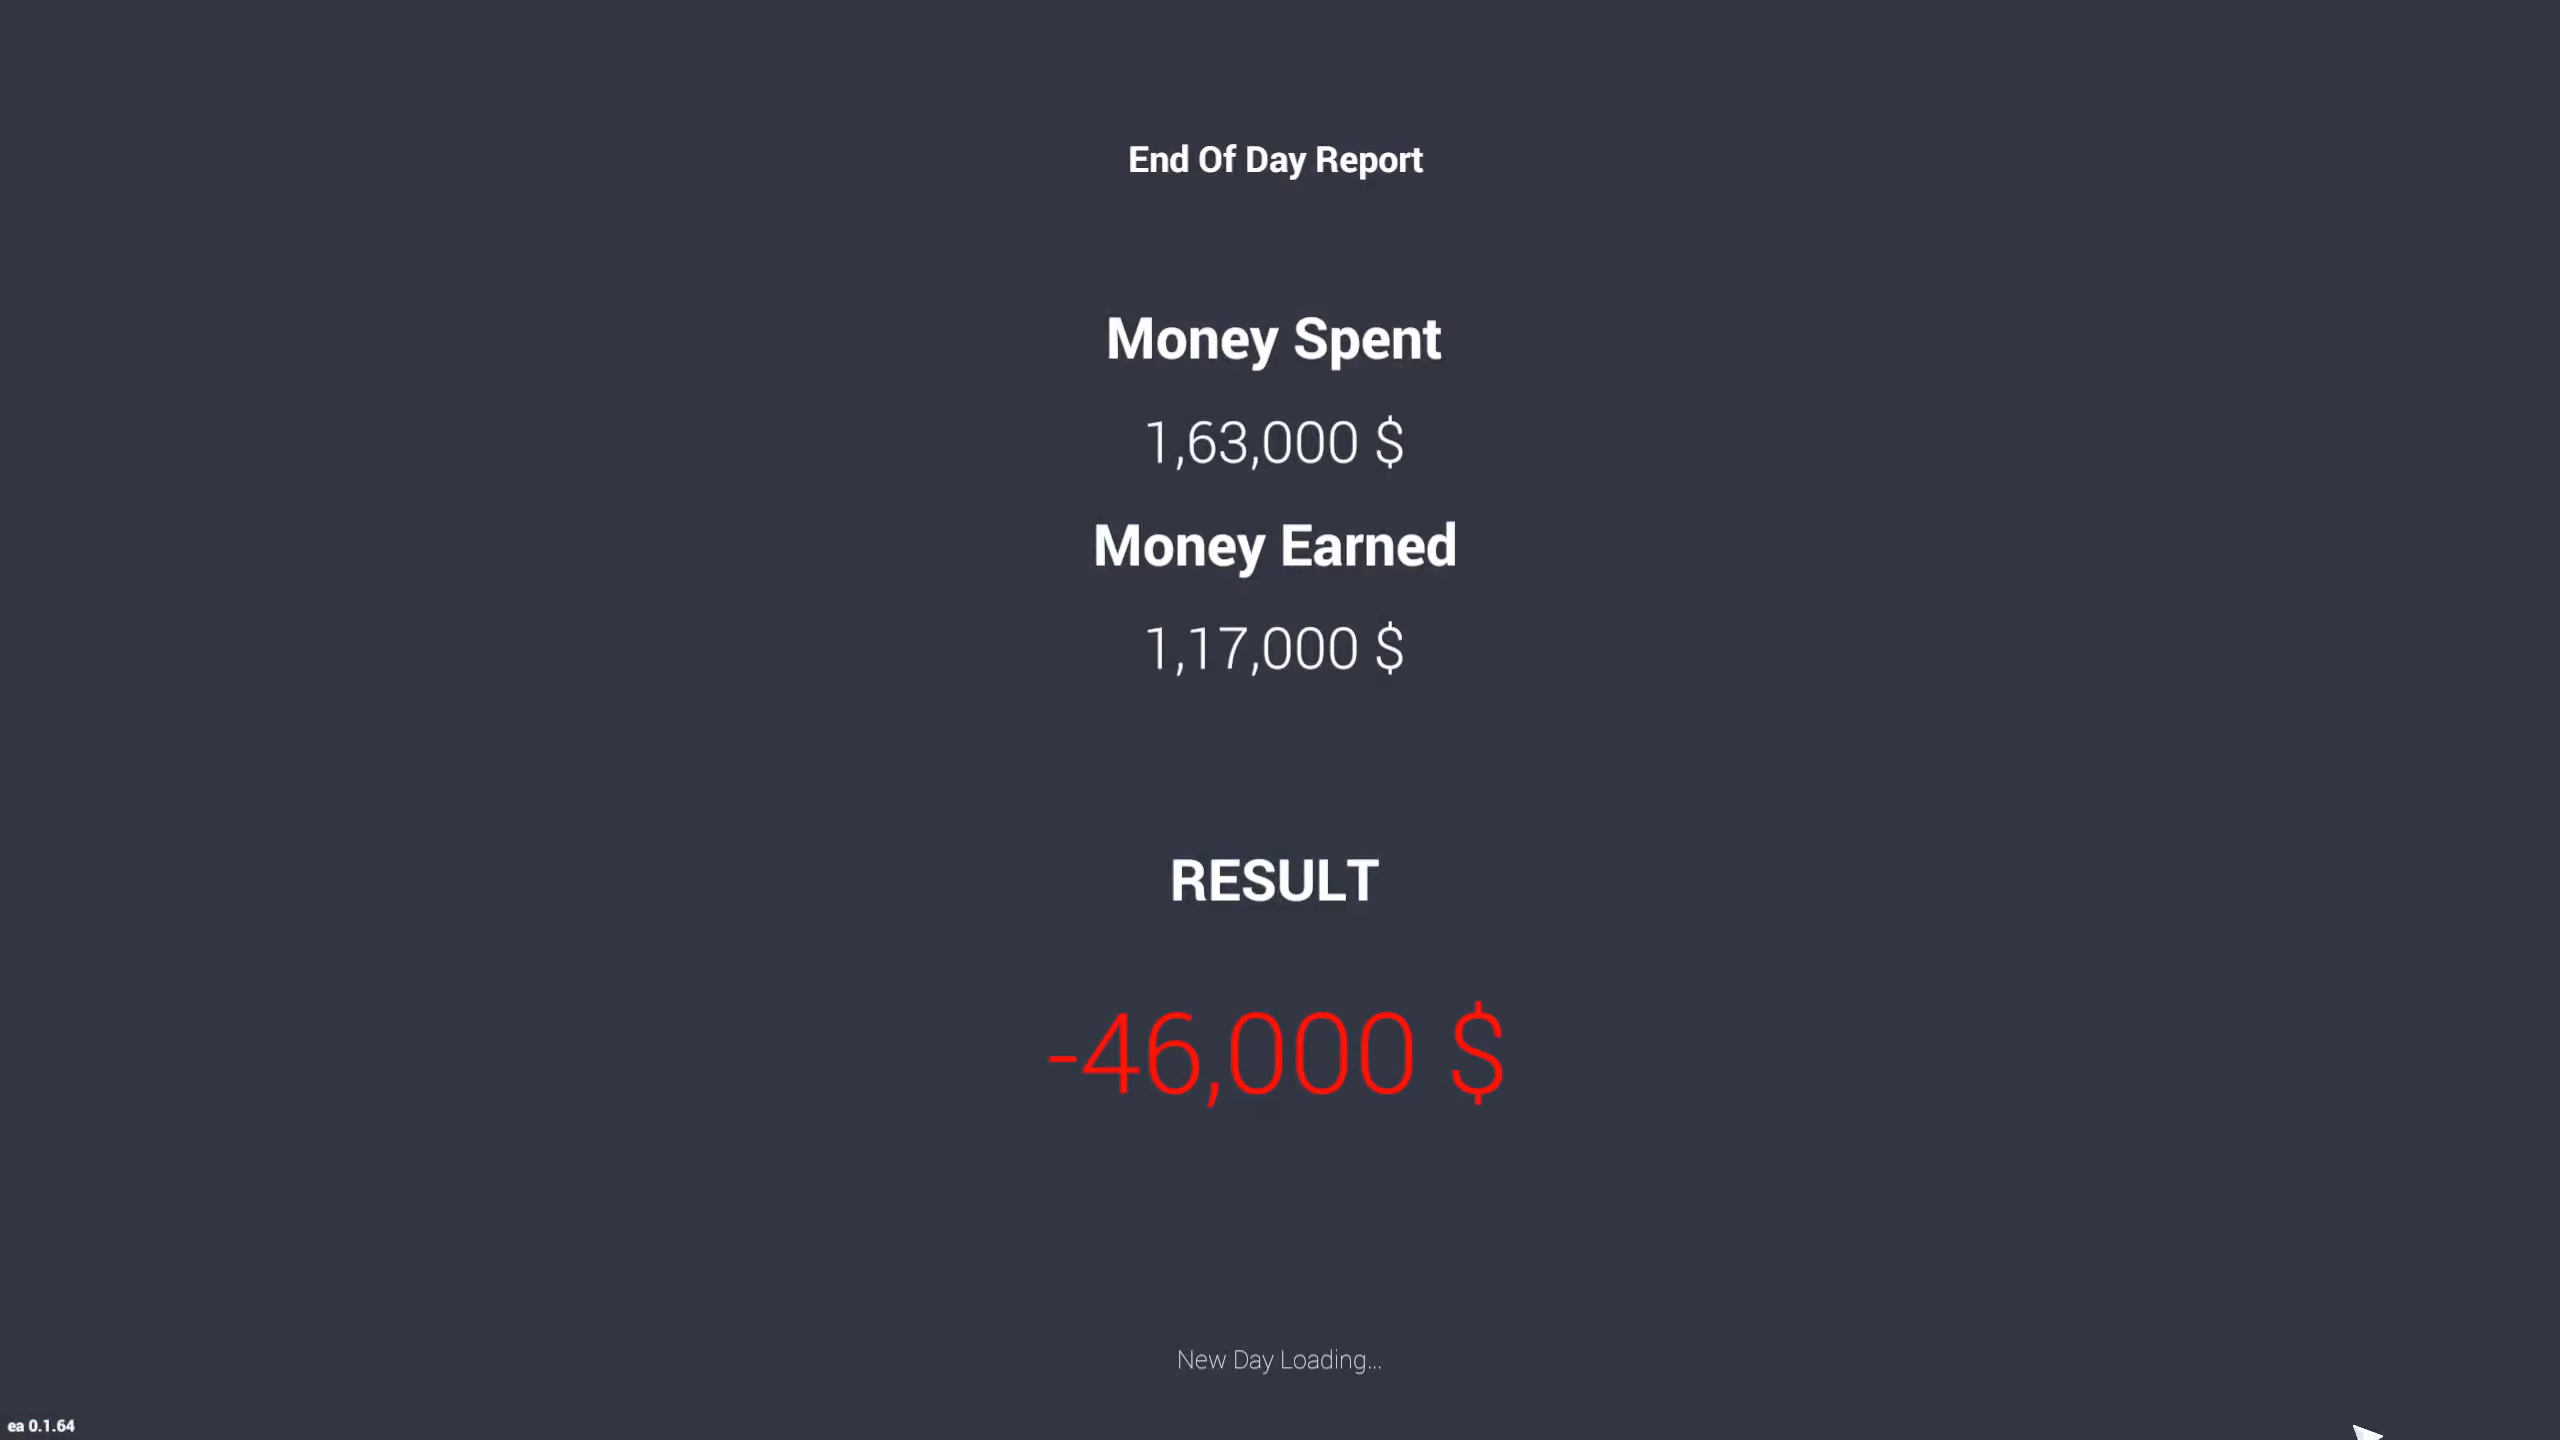 End Of Day Report
Money Spent
1,63,000 $
Money Earned
1,17,000 $
RESULT
-46,000 $
New Day Loading...
ea 0.1.64